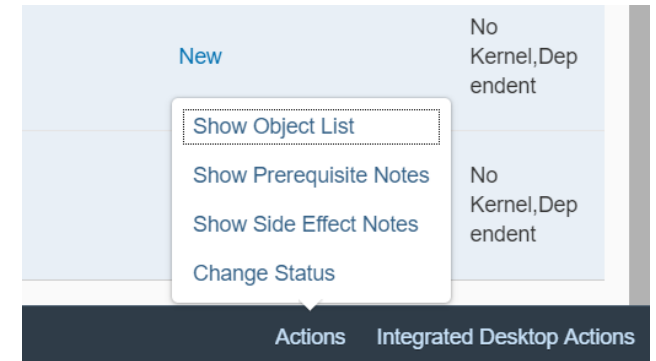 New
No
Kernel,Dep
endent
Show Object List
Show Prerequisite Notes
Show Side Effect Notes
Change Status
No
Kernel,Dep
endent
Actions
Integrated Desktop Actions